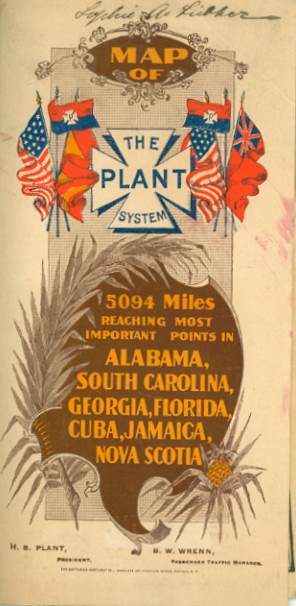 Sophie A.
MAP
OF
THE
PLANT
SYSTEM
5094 Miles
REACHING MOST
IMPORTANT POINTS IN
ALABAMA,
SOUTH CAROLINA,
GEORGIA, FLORIDA,
CUBA, JAMAICA,
NOVA SCOTIA
H. B. PLANT,
PRESIDENT.
B. W. WRENN,
PASSENGER TRAFFIC MANAGER.